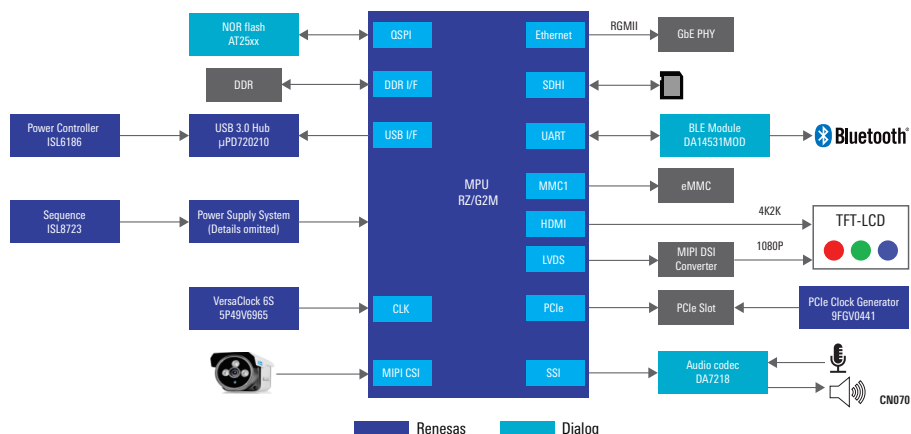 NOR flash
AT25xx
QSPI
Ethernet
RGMII
GbE PHY
DDR
DDR I/F
SDHI
Power Controller
ISL6186
USB 3.0 Hub
µPD720210
USB I/F
UART
BLE Module
DA14531MOD
Bluetooth®
MPU
RZ/G2M
MMC1
eMMC
Sequence
ISL8723
Power Supply System
(Details omitted)
HDMI
4K2K
TFT-LCD
LVDS
MIPI DSI
Converter
1080P
VersaClock 6S
5P49V6965
CLK
PCIe
PCIe Slot
PCIe Clock Generator
9FGV0441
MIPI CSI
SSI
Audio codec
DA7218
CN070
Renesas
Dialog